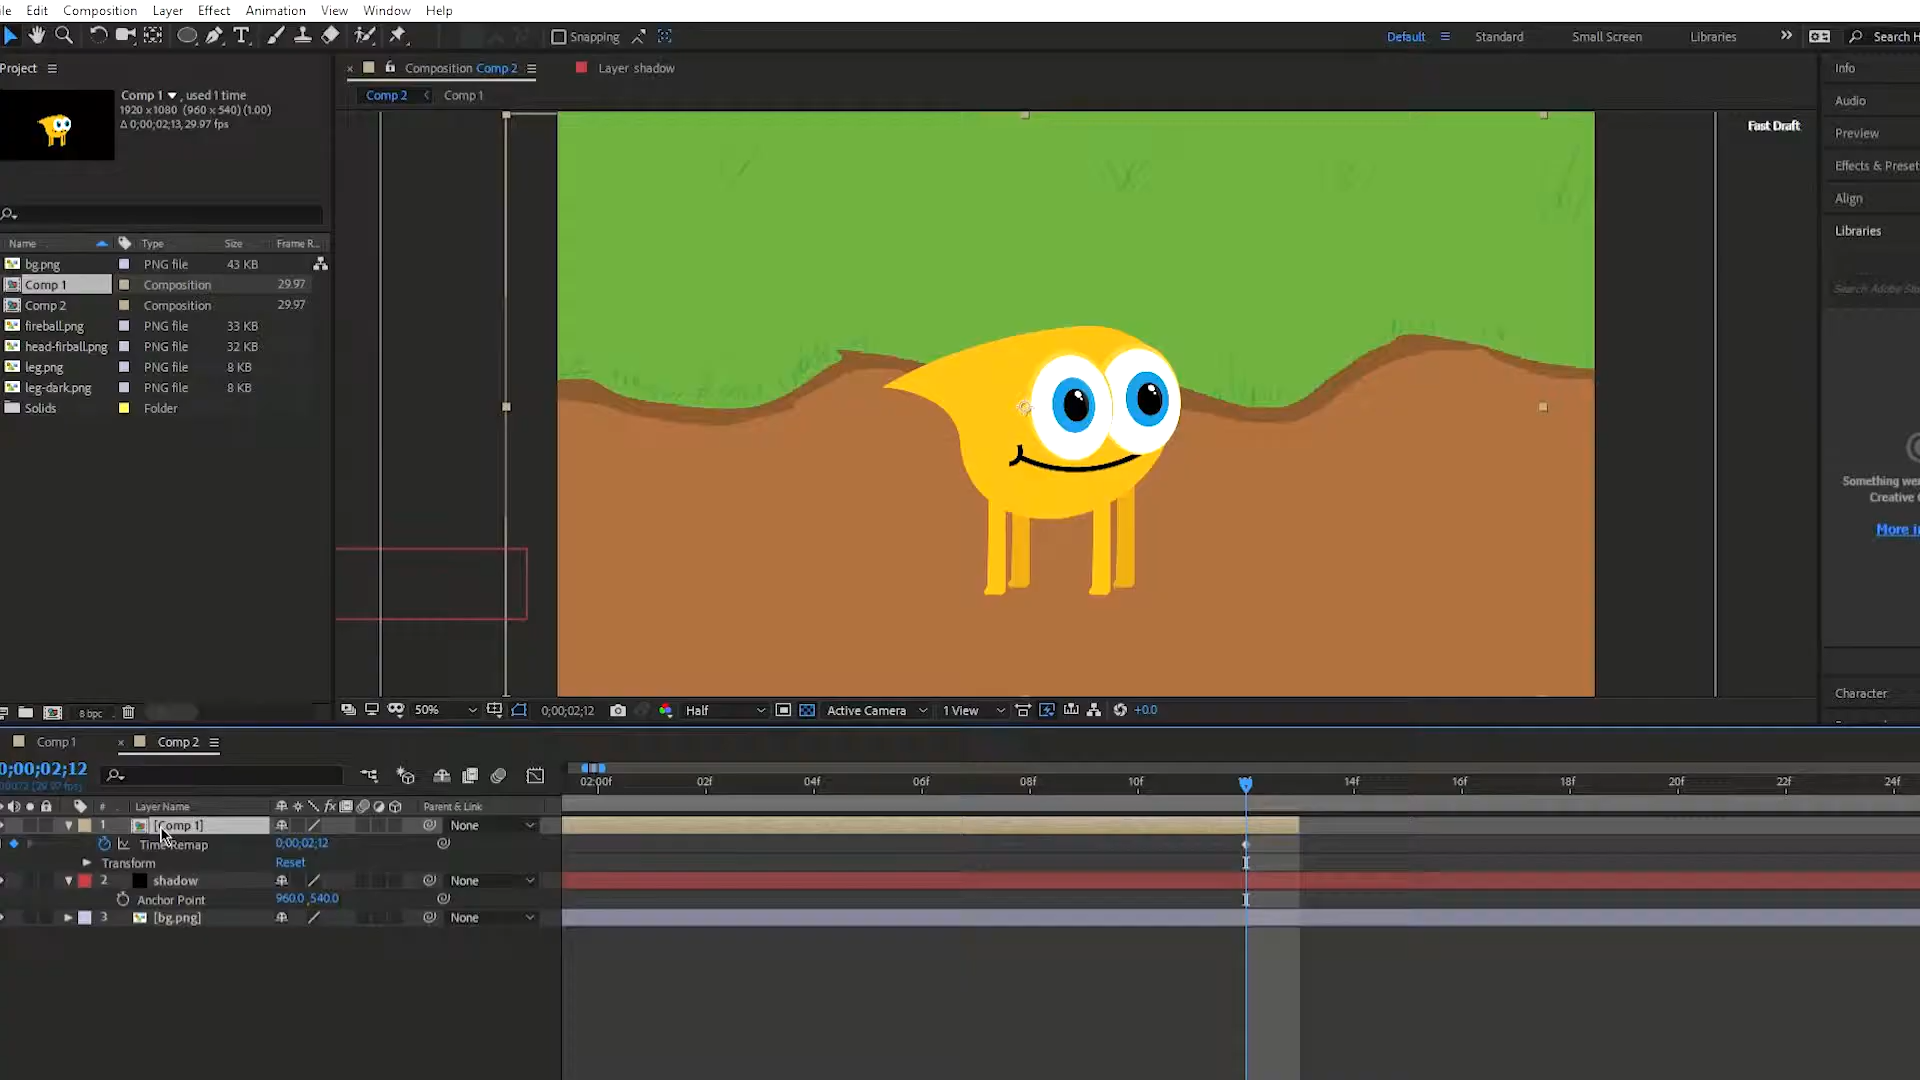 le Edit Composition Layer Effect Animation View Window Help
Snapping Default Standard Small Screen Libraries Search H
Project
Composition Comp 2 Layer shadow
Info
Comp 1 , used 1 time
1920 x 1080 (960 x 540) (1.00)
Δ 0;00;02;13, 29.97 fps
Comp 2 Comp 1
Audio
Fast Draft
Preview
Effects & Preset
Align
Libraries
Name Type Size Frame R...
bg.png PNG file 43 KB
Comp 1 Composition 29.97
Search Adobe Sto
Comp 2 Composition 29.97
fireball.png PNG file 33 KB
head-firball.png PNG file 32 KB
leg.png PNG file 8 KB
leg-dark.png PNG file 8 KB
Solids Folder
Something wen
Creative C
More in
Character
8 bpc
50% 0;00;02;12 Half Active Camera 1 View +0.0
Comp 1 Comp 2
0;00;02;12
(29.97 fps)
02:00f 02f 04f 06f 08f 10f 14f 16f 18f 20f 22f 24f
# Layer Name fx Parent & Link
1 [Comp 1] None
Time Remap 0;00;02;12
Transform Reset
2 shadow None
Anchor Point 960.0 ,540.0
3 [bg.png] None